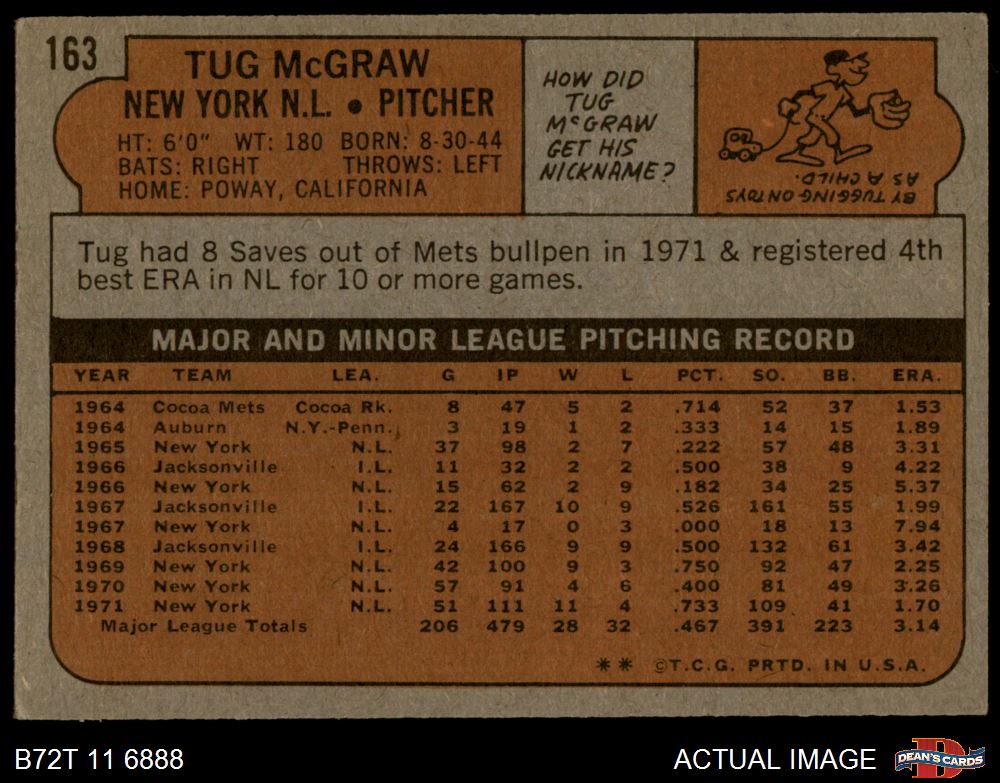 163
TUG McGRAW
NEW YORK N.L. • PITCHER
HT: 6'0" WT: 180 BORN: 8-30-44
BATS: RIGHT THROWS: LEFT
HOME: POWAY, CALIFORNIA
HOW DID
TUG
McGRAW
GET HIS
NICKNAME?
BY TUGGING ON TOYS
AS A CHILD.
Tug had 8 Saves out of Mets bullpen in 1971 & registered 4th
best ERA in NL for 10 or more games.
MAJOR AND MINOR LEAGUE PITCHING RECORD
YEAR TEAM LEA. G IP W L PCT. SO. BB. ERA.
1964 Cocoa Mets Cocoa Rk. 8 47 5 2 .714 52 37 1.53
1964 Auburn N.Y.-Penn. 3 19 1 2 .333 14 15 1.89
1965 New York N.L. 37 98 2 7 .222 57 48 3.31
1966 Jacksonville I.L. 11 32 2 2 .500 38 9 4.22
1966 New York N.L. 15 62 2 9 .182 34 25 5.37
1967 Jacksonville I.L. 22 167 10 9 .526 161 55 1.99
1967 New York N.L. 4 17 0 3 .000 18 13 7.94
1968 Jacksonville I.L. 24 166 9 9 .500 132 61 3.42
1969 New York N.L. 42 100 9 3 .750 92 47 2.25
1970 New York N.L. 57 91 4 6 .400 81 49 3.26
1971 New York N.L. 51 111 11 4 .733 109 41 1.70
Major League Totals 206 479 28 32 .467 391 223 3.14
** ©T.C.G. PRTD. IN U.S.A.
B72T 11 6888
ACTUAL IMAGE
D
DEAN'S CARDS